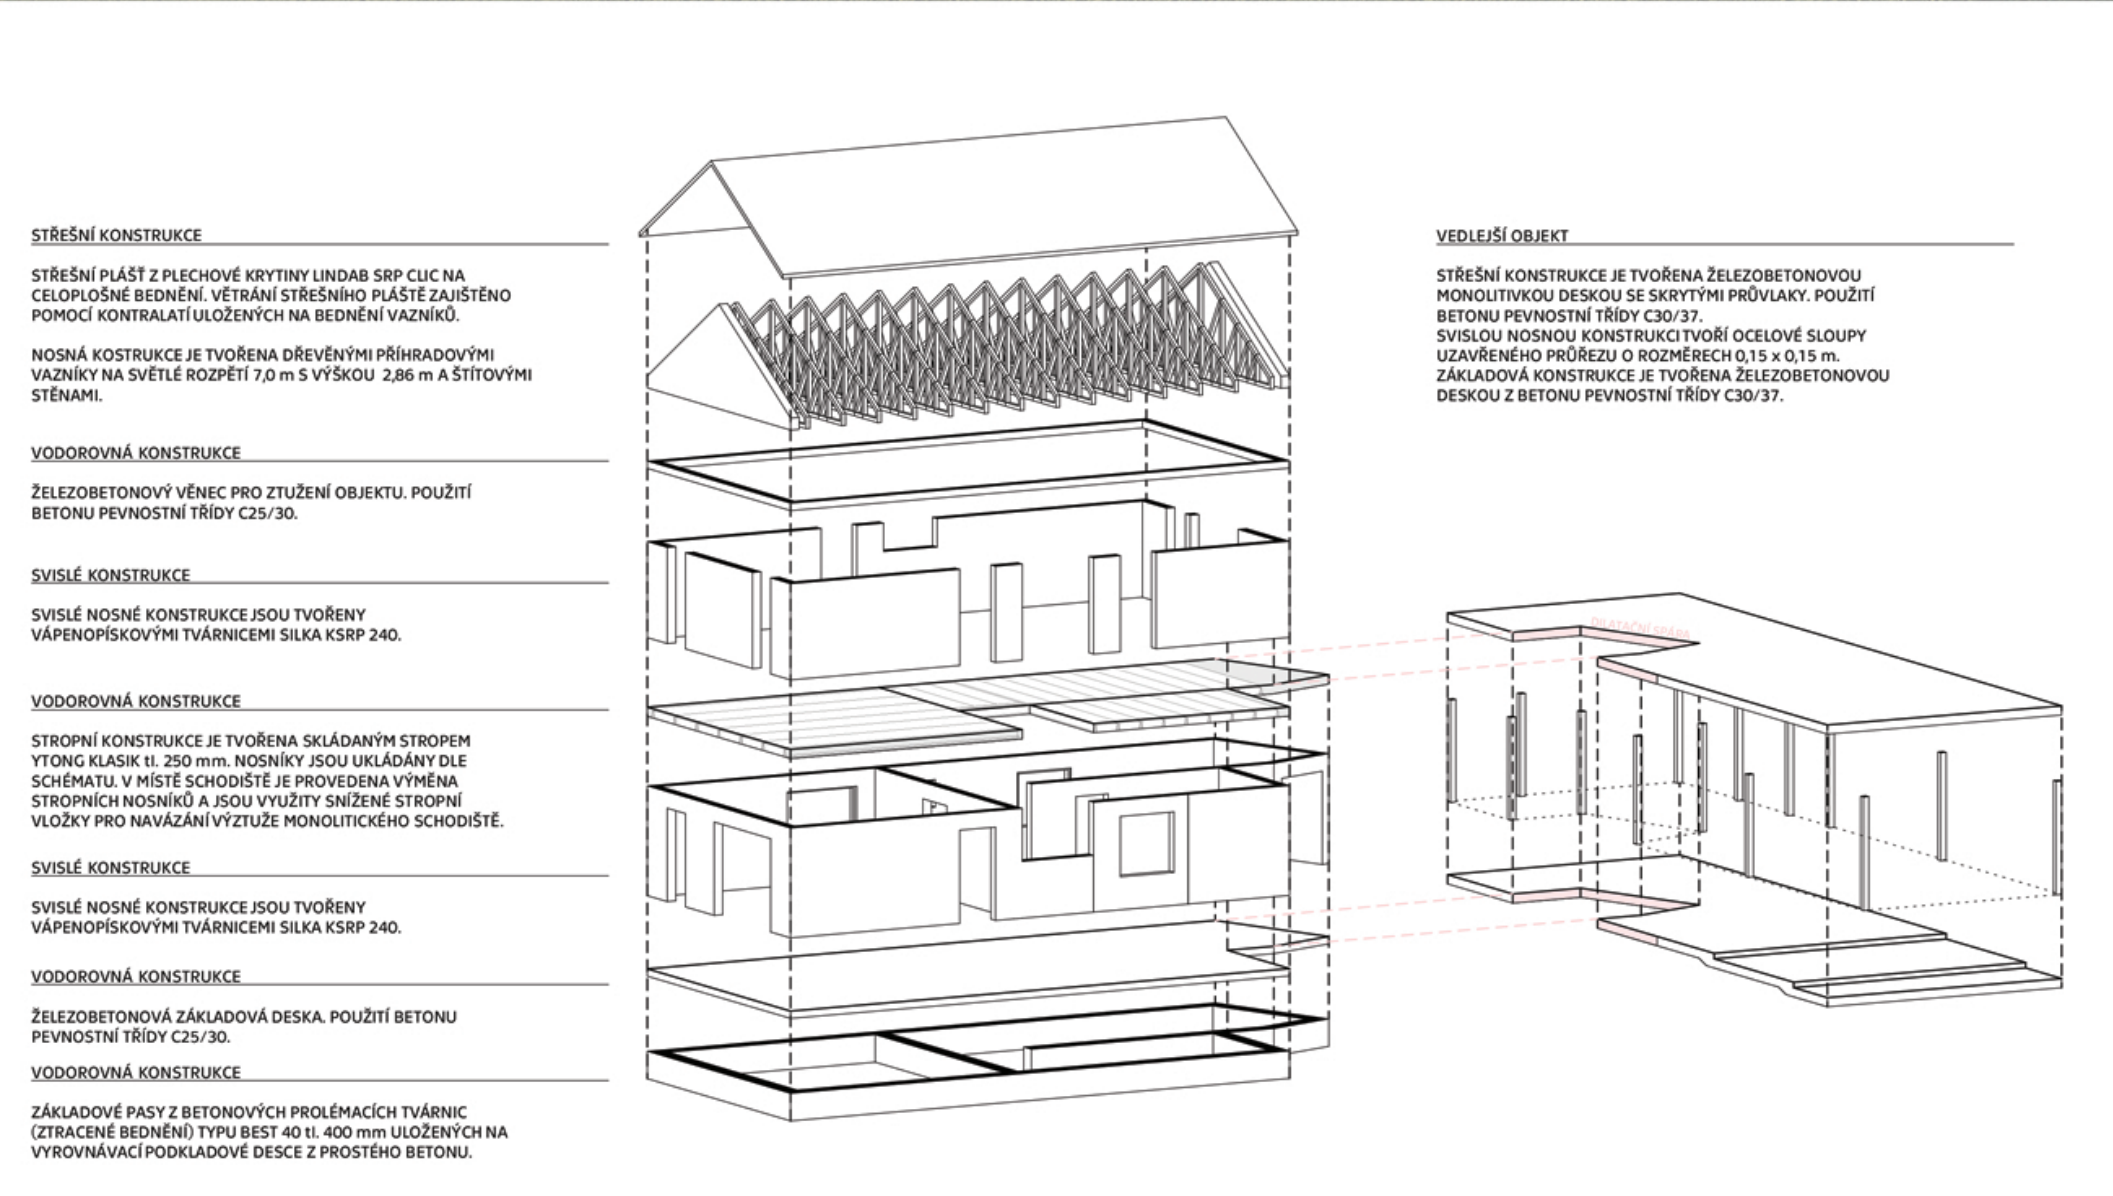 STŘEŠNÍ KONSTRUKCE
STŘEŠNÍ PLÁŠŤ Z PLECHOVÉ KRYTINY LINDAB SRP CLIC NA
CELOPLOŠNÉ BEDNĚNÍ. VĚTRÁNÍ STŘEŠNÍHO PLÁŠTĚ ZAJIŠTĚNO
POMOCÍ KONTRALATÍ ULOŽENÝCH NA BEDNĚNÍ VAZNÍKŮ.
NOSNÁ KOSTRUKCE JE TVOŘENA DŘEVĚNÝMI PŘÍHRADOVÝMI
VAZNÍKY NA SVĚTLÉ ROZPĚTÍ 7,0 m S VÝŠKOU 2,86 m A ŠTÍTOVÝMI
STĚNAMI.
VODOROVNÁ KONSTRUKCE
ŽELEZOBETONOVÝ VĚNEC PRO ZTUŽENÍ OBJEKTU. POUŽITÍ
BETONU PEVNOSTNÍ TŘÍDY C25/30.
SVISLÉ KONSTRUKCE
SVISLÉ NOSNÉ KONSTRUKCE JSOU TVOŘENY
VÁPENOPÍSKOVÝMI TVÁRNICEMI SILKA KSRP 240.
VODOROVNÁ KONSTRUKCE
STROPNÍ KONSTRUKCE JE TVOŘENA SKLÁDANÝM STROPEM
YTONG KLASIK tl. 250 mm. NOSNÍKY JSOU UKLÁDÁNY DLE
SCHÉMATU. V MÍSTĚ SCHODIŠTĚ JE PROVEDENA VÝMĚNA
STROPNÍCH NOSNÍKŮ A JSOU VYUŽITY SNÍŽENÉ STROPNÍ
VLOŽKY PRO NAVÁZÁNÍ VÝZTUŽE MONOLITICKÉHO SCHODIŠTĚ.
SVISLÉ KONSTRUKCE
SVISLÉ NOSNÉ KONSTRUKCE JSOU TVOŘENY
VÁPENOPÍSKOVÝMI TVÁRNICEMI SILKA KSRP 240.
VODOROVNÁ KONSTRUKCE
ŽELEZOBETONOVÁ ZÁKLADOVÁ DESKA. POUŽITÍ BETONU
PEVNOSTNÍ TŘÍDY C25/30.
VODOROVNÁ KONSTRUKCE
ZÁKLADOVÉ PASY Z BETONOVÝCH PROLÉMACÍCH TVÁRNIC
(ZTRACENÉ BEDNĚNÍ) TYPU BEST 40 tl. 400 mm ULOŽENÝCH NA
VYROVNÁVACÍ PODKLADOVÉ DESCE Z PROSTÉHO BETONU.
VEDLEJŠÍ OBJEKT
STŘEŠNÍ KONSTRUKCE JE TVOŘENA ŽELEZOBETONOVOU
MONOLITIVKOU DESKOU SE SKRYTÝMI PRŮVLAKY. POUŽITÍ
BETONU PEVNOSTNÍ TŘÍDY C30/37.
SVISLOU NOSNOU KONSTRUKCI TVOŘÍ OCELOVÉ SLOUPY
UZAVŘENÉHO PRŮŘEZU O ROZMĚRECH 0,15 x 0,15 m.
ZÁKLADOVÁ KONSTRUKCE JE TVOŘENA ŽELEZOBETONOVOU
DESKOU Z BETONU PEVNOSTNÍ TŘÍDY C30/37.
DILATAČNÍ SPÁRA